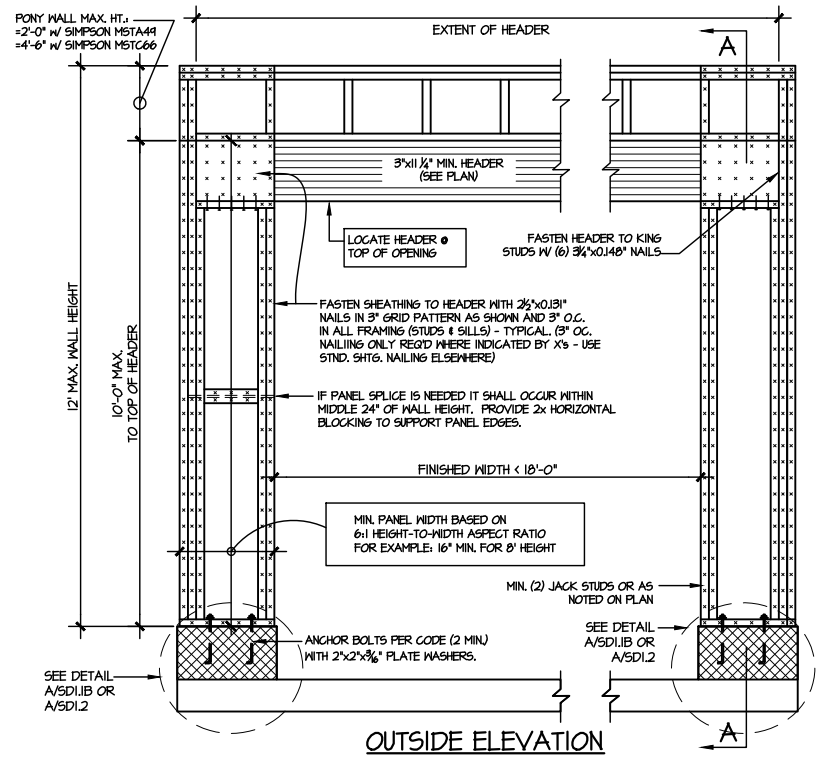 PONY WALL MAX. HT.:
=2'-0" W/ SIMPSON MSTA49
=4'-6" W/ SIMPSON MSTC66
EXTENT OF HEADER
A
3"x11 1/4" MIN. HEADER
(SEE PLAN)
LOCATE HEADER @
TOP OF OPENING
FASTEN HEADER TO KING
STUDS W/ (6) 3 1/4"x0.148" NAILS
FASTEN SHEATHING TO HEADER WITH 2 1/2"x0.131"
NAILS IN 3" GRID PATTERN AS SHOWN AND 3" O.C.
IN ALL FRAMING (STUDS & SILLS) - TYPICAL. (3" OC.
NAILIING ONLY REQ'D WHERE INDICATED BY X's - USE
STND. SHTG. NAILING ELSEWHERE)
12' MAX. WALL HEIGHT
10'-0" MAX.
TO TOP OF HEADER
IF PANEL SPLICE IS NEEDED IT SHALL OCCUR WITHIN
MIDDLE 24" OF WALL HEIGHT. PROVIDE 2x HORIZONTAL
BLOCKING TO SUPPORT PANEL EDGES.
FINISHED WIDTH < 18'-0"
MIN. PANEL WIDTH BASED ON
6:1 HEIGHT-TO-WIDTH ASPECT RATIO
FOR EXAMPLE: 16" MIN. FOR 8' HEIGHT
MIN. (2) JACK STUDS OR AS
NOTED ON PLAN
ANCHOR BOLTS PER CODE (2 MIN.)
WITH 2"x2"x3/16" PLATE WASHERS.
SEE DETAIL
A/SD1.1B OR
A/SD1.2
SEE DETAIL
A/SD1.1B OR
A/SD1.2
A
OUTSIDE ELEVATION